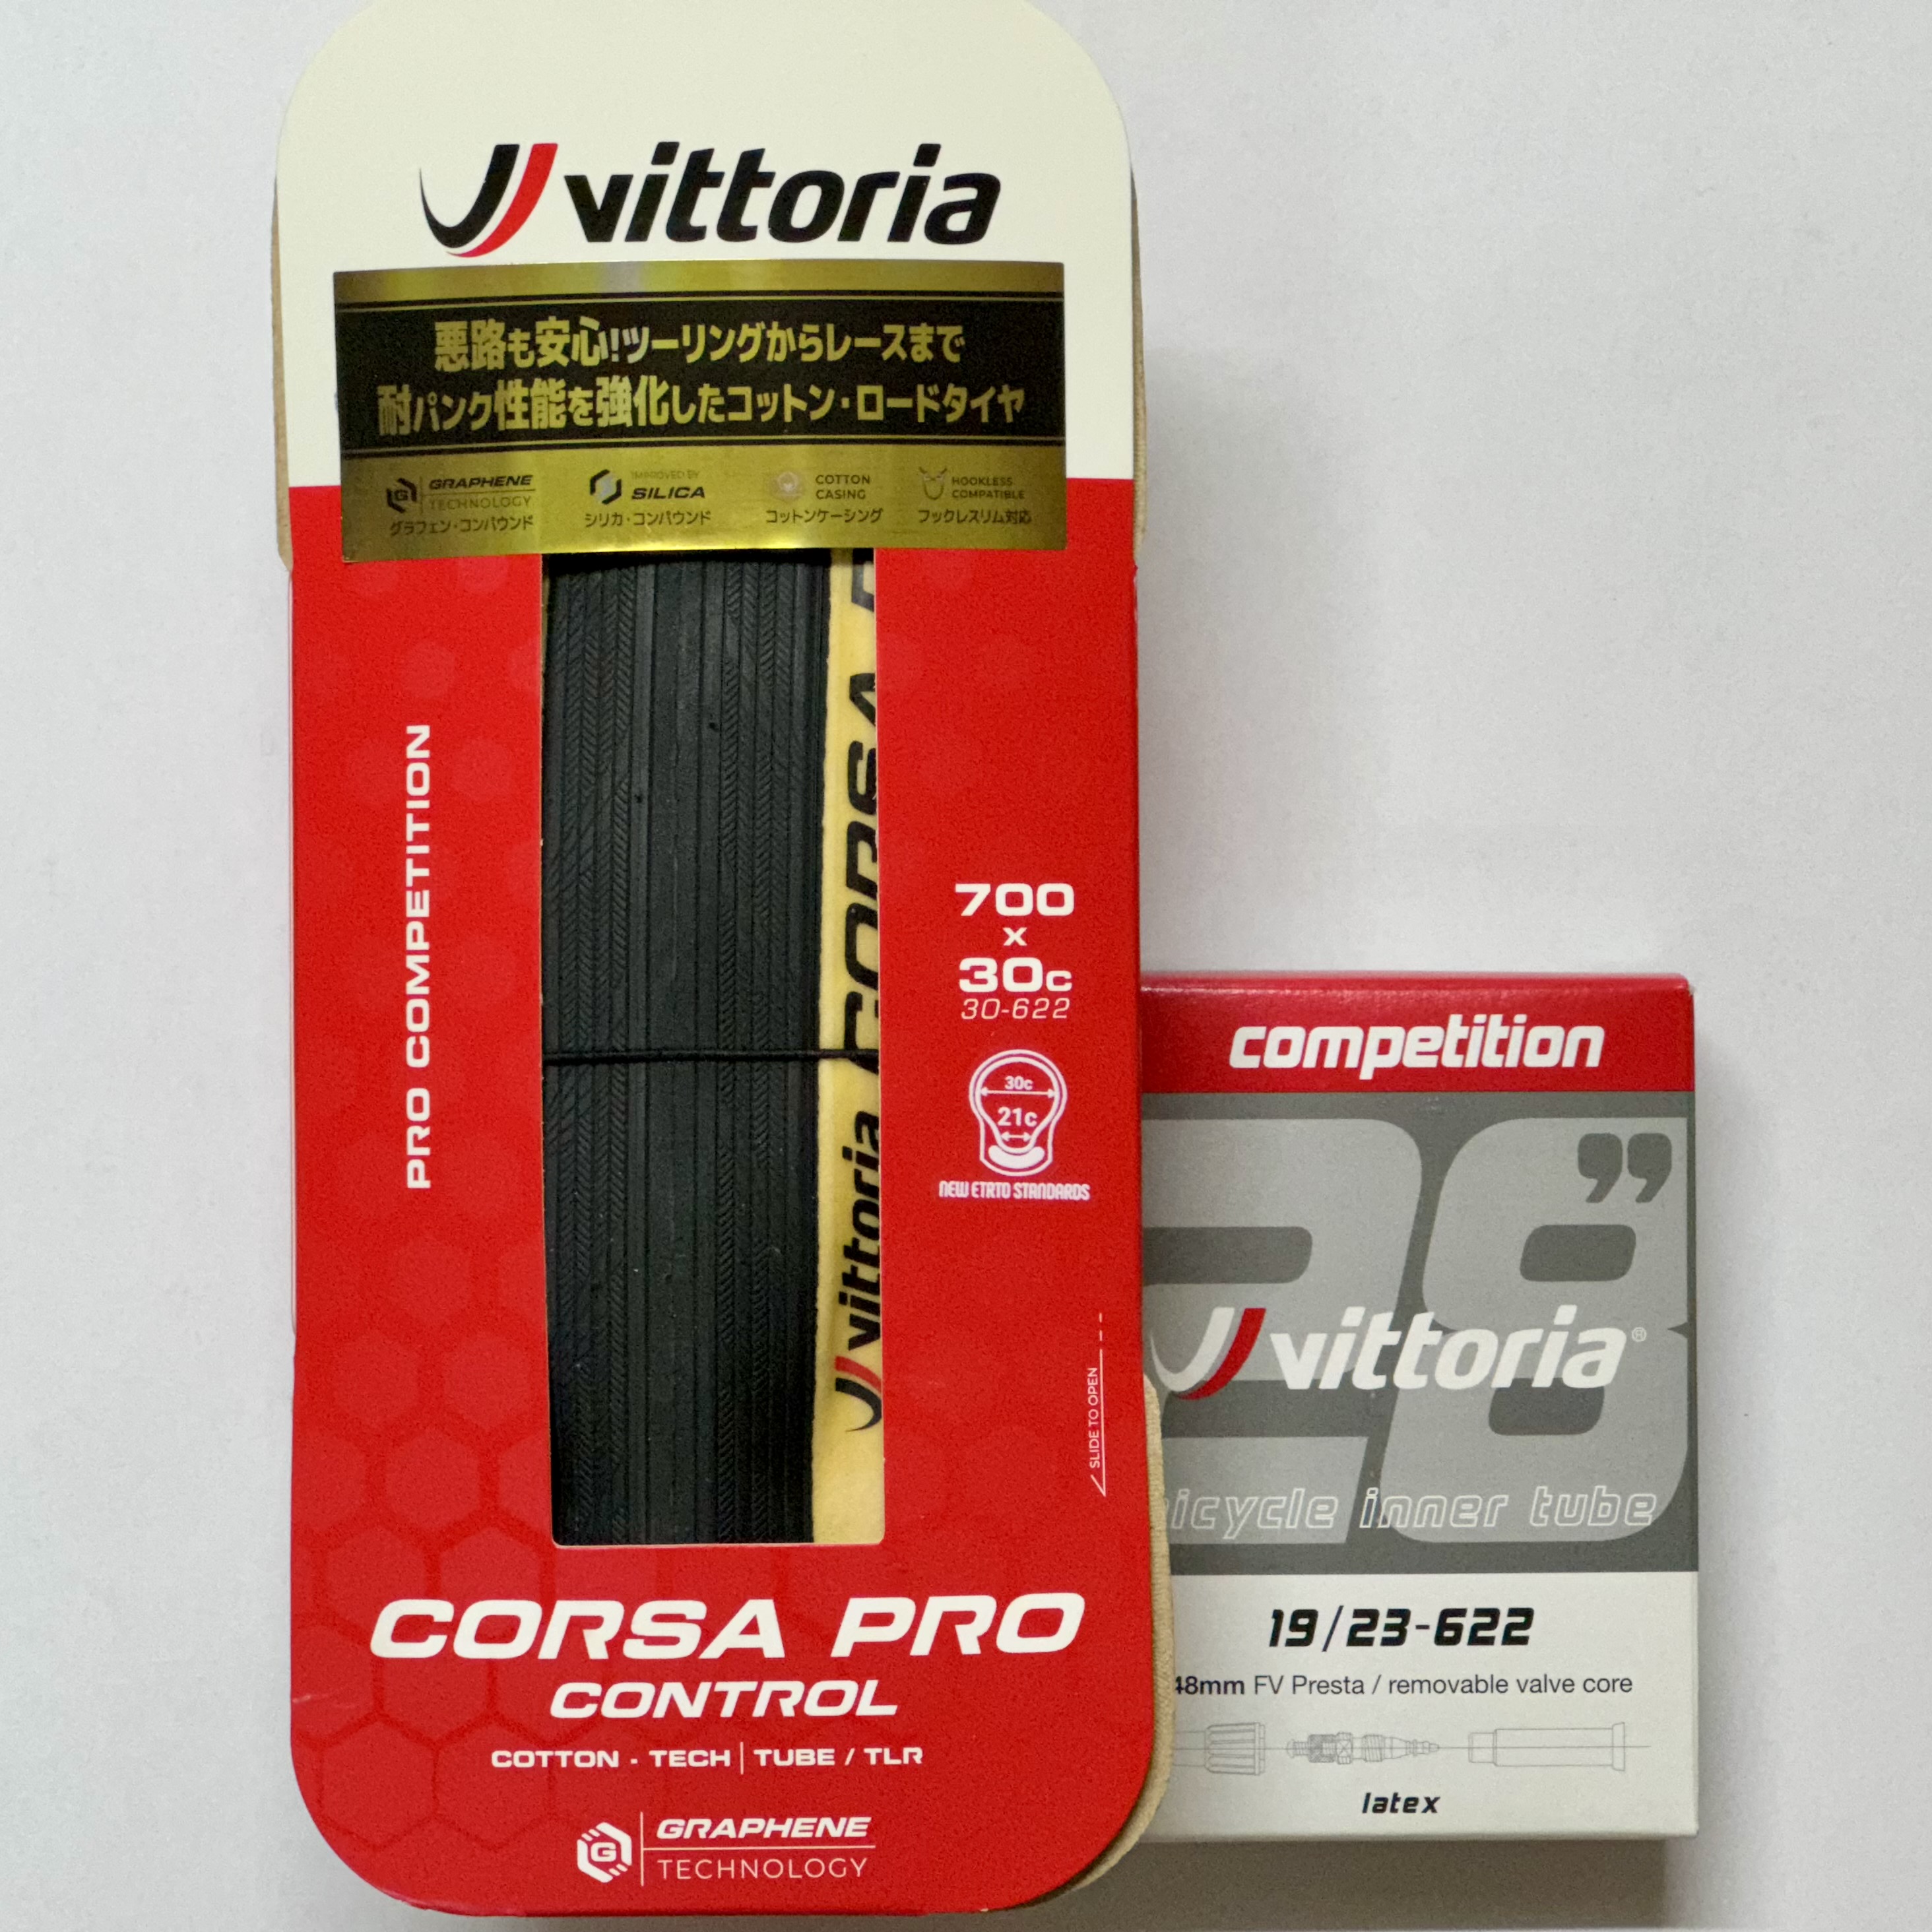 vittoria
悪路も安心!ツーリングからレースまで
耐パンク性能を強化したコットン・ロードタイヤ
G GRAPHENE TECHNOLOGY
グラフェン・コンパウンド
IMPROVED BY SILICA
シリカ・コンパウンド
COTTON CASING
コットンケーシング
HOOKLESS COMPATIBLE
フックレスリム対応
PRO COMPETITION
CORSA
vittoria
700
x
30c
30-622
30c
21c
NEW ETRTO STANDARDS
SLIDE TO OPEN
CORSA PRO
CONTROL
COTTON - TECH | TUBE / TLR
G GRAPHENE
TECHNOLOGY
competition
28”
vittoria®
icycle inner tube
19/23-622
48mm FV Presta / removable valve core
latex